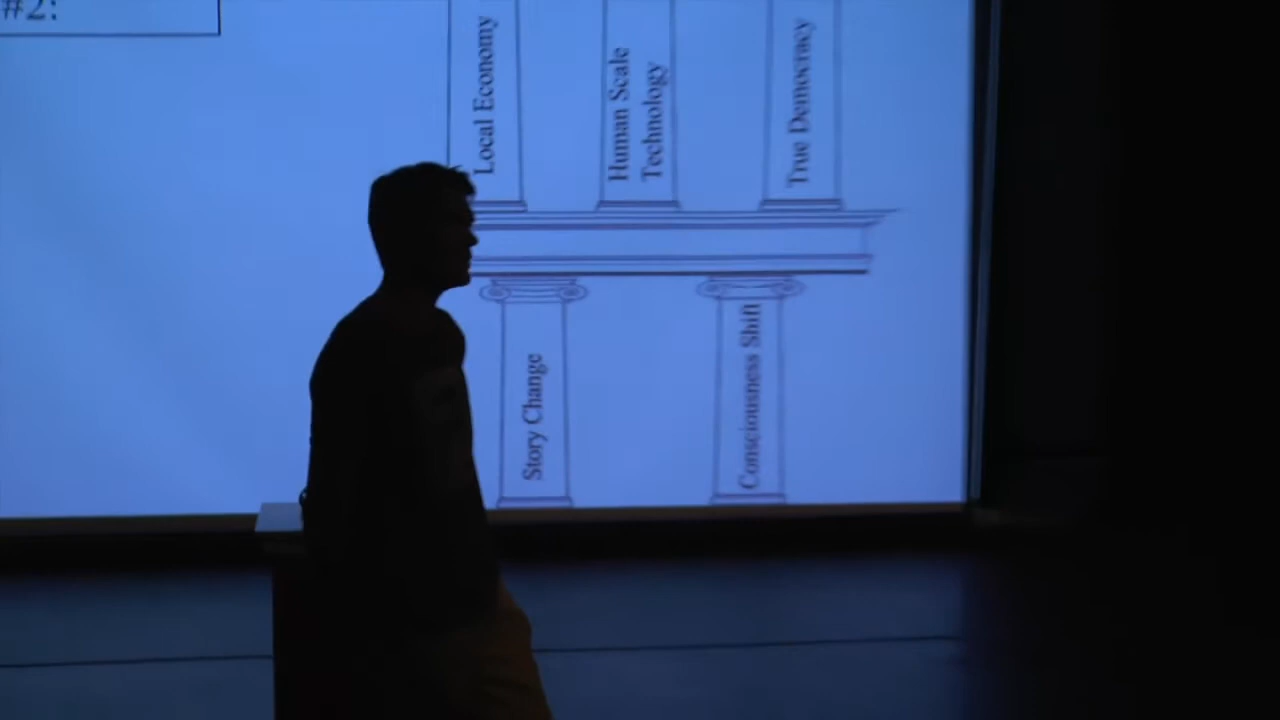 #2:
Local Economy
Human Scale
Technology
True Democracy
Story Change
Consciousness Shift